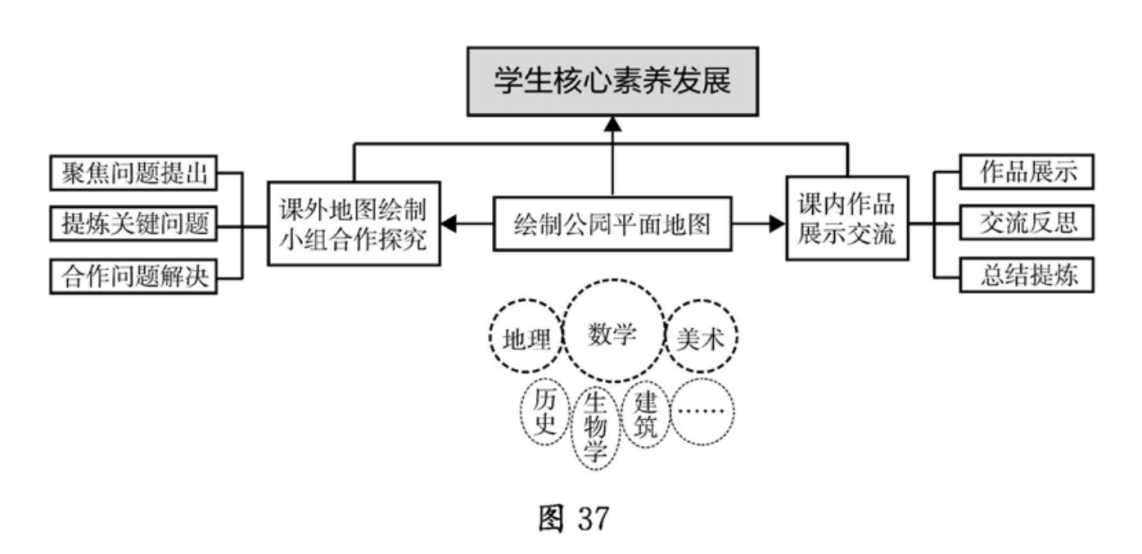 学生核心素养发展
聚焦问题提出
提炼关键问题
合作问题解决
课外地图绘制
小组合作探究
绘制公园平面地图
课内作品
展示交流
作品展示
交流反思
总结提炼
地理
数学
美术
历史
生物学
建筑
……
图 37